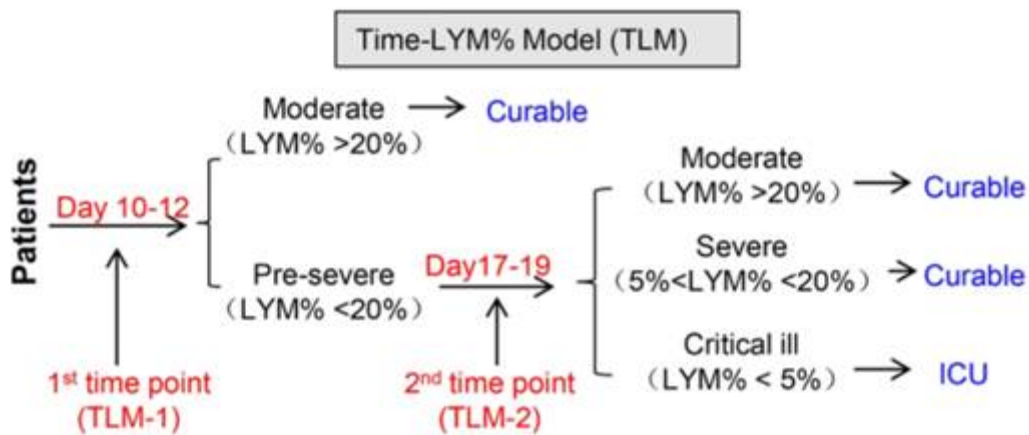 Time-LYM% Model (TLM)
Patients
Day 10-12
1st time point
(TLM-1)
Moderate
（LYM% >20%）
Curable
Pre-severe
（LYM% <20%）
Day17-19
2nd time point
(TLM-2)
Moderate
（LYM% >20%）
Curable
Severe
（5%<LYM% <20%）
Curable
Critical ill
（LYM% < 5%）
ICU